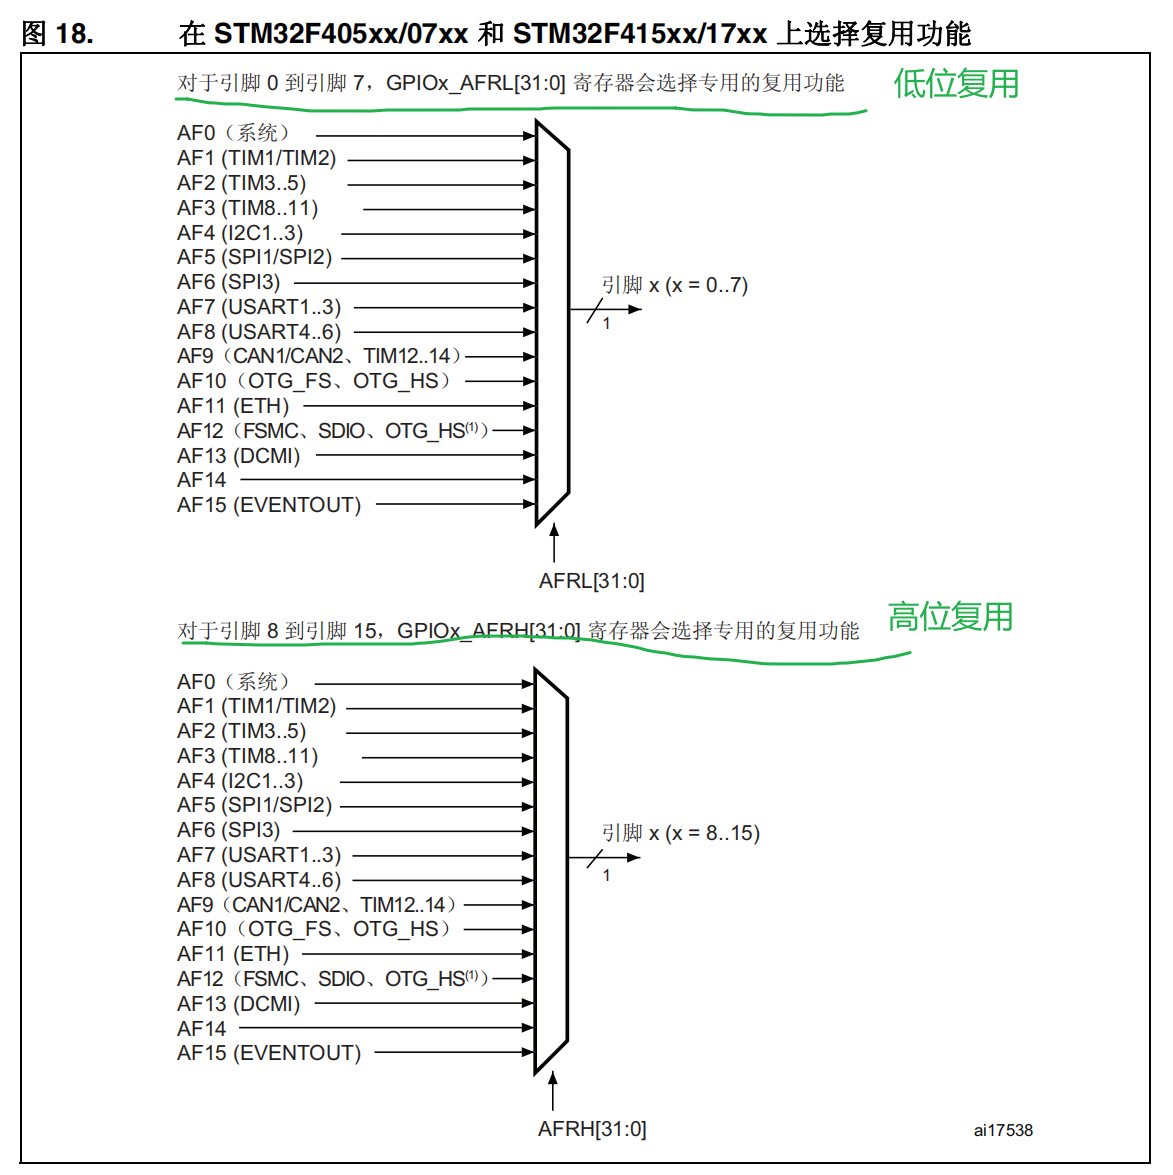 图 18. 在 STM32F405xx/07xx 和 STM32F415xx/17xx 上选择复用功能
对于引脚 0 到引脚 7，GPIOx_AFRL[31:0] 寄存器会选择专用的复用功能
低位复用
AF0（系统）
AF1 (TIM1/TIM2)
AF2 (TIM3..5)
AF3 (TIM8..11)
AF4 (I2C1..3)
AF5 (SPI1/SPI2)
AF6 (SPI3)
AF7 (USART1..3)
AF8 (USART4..6)
AF9（CAN1/CAN2、TIM12..14）
AF10（OTG_FS、OTG_HS）
AF11 (ETH)
AF12（FSMC、SDIO、OTG_HS(1)）
AF13 (DCMI)
AF14
AF15 (EVENTOUT)
引脚 x (x = 0..7)
1
AFRL[31:0]
对于引脚 8 到引脚 15，GPIOx_AFRH[31:0] 寄存器会选择专用的复用功能
高位复用
AF0（系统）
AF1 (TIM1/TIM2)
AF2 (TIM3..5)
AF3 (TIM8..11)
AF4 (I2C1..3)
AF5 (SPI1/SPI2)
AF6 (SPI3)
AF7 (USART1..3)
AF8 (USART4..6)
AF9（CAN1/CAN2、TIM12..14）
AF10（OTG_FS、OTG_HS）
AF11 (ETH)
AF12（FSMC、SDIO、OTG_HS(1)）
AF13 (DCMI)
AF14
AF15 (EVENTOUT)
引脚 x (x = 8..15)
1
AFRH[31:0]
ai17538